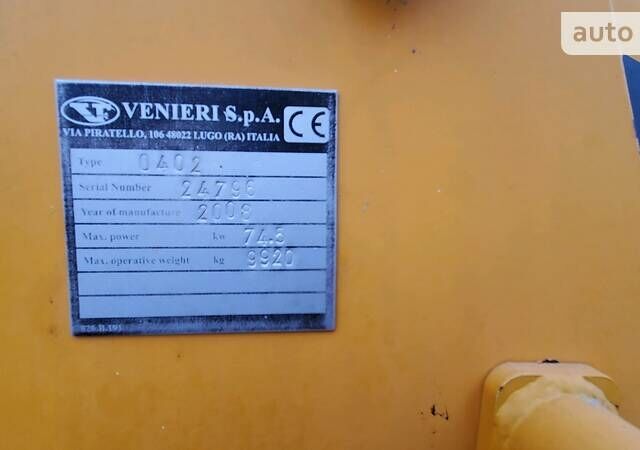 auto
VF VENIERI S.p.A. CE
VIA PIRATELLO, 106 48022 LUGO (RA) ITALIA
Type 0402
Serial Number 24796
Year of manufacture 2008
Max. power kw 74.5
Max. operative weight kg 9920